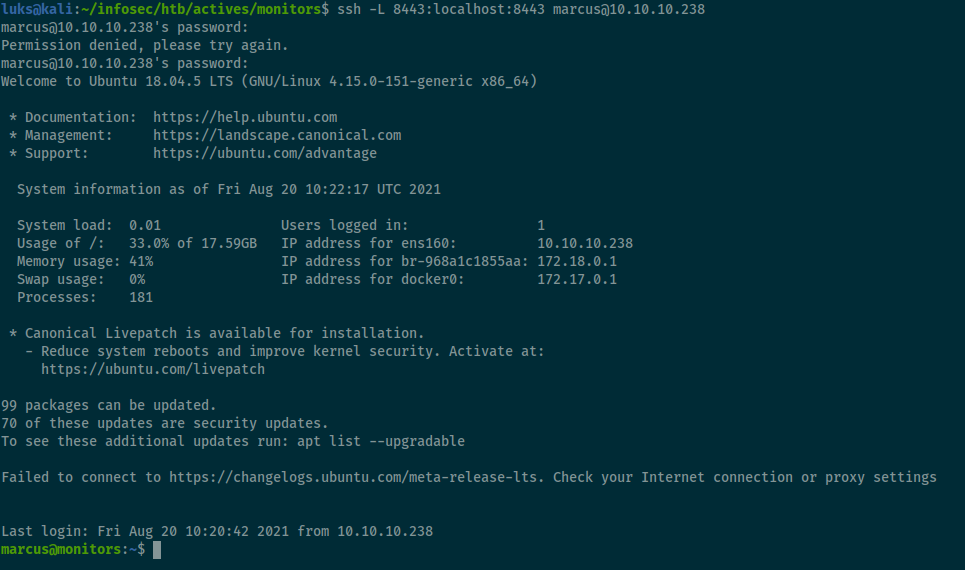 luks@kali:~/infosec/htb/actives/monitors$ ssh -L 8443:localhost:8443 marcus@10.10.10.238
marcus@10.10.10.238's password:
Permission denied, please try again.
marcus@10.10.10.238's password:
Welcome to Ubuntu 18.04.5 LTS (GNU/Linux 4.15.0-151-generic x86_64)
* Documentation:  https://help.ubuntu.com
* Management:     https://landscape.canonical.com
* Support:        https://ubuntu.com/advantage
System information as of Fri Aug 20 10:22:17 UTC 2021
System load:  0.01               Users logged in:                1
Usage of /:   33.0% of 17.59GB   IP address for ens160:          10.10.10.238
Memory usage: 41%                IP address for br-968a1c1855aa: 172.18.0.1
Swap usage:   0%                 IP address for docker0:         172.17.0.1
Processes:    181
* Canonical Livepatch is available for installation.
- Reduce system reboots and improve kernel security. Activate at:
https://ubuntu.com/livepatch
99 packages can be updated.
70 of these updates are security updates.
To see these additional updates run: apt list --upgradable
Failed to connect to https://changelogs.ubuntu.com/meta-release-lts. Check your Internet connection or proxy settings
Last login: Fri Aug 20 10:20:42 2021 from 10.10.10.238
marcus@monitors:~$